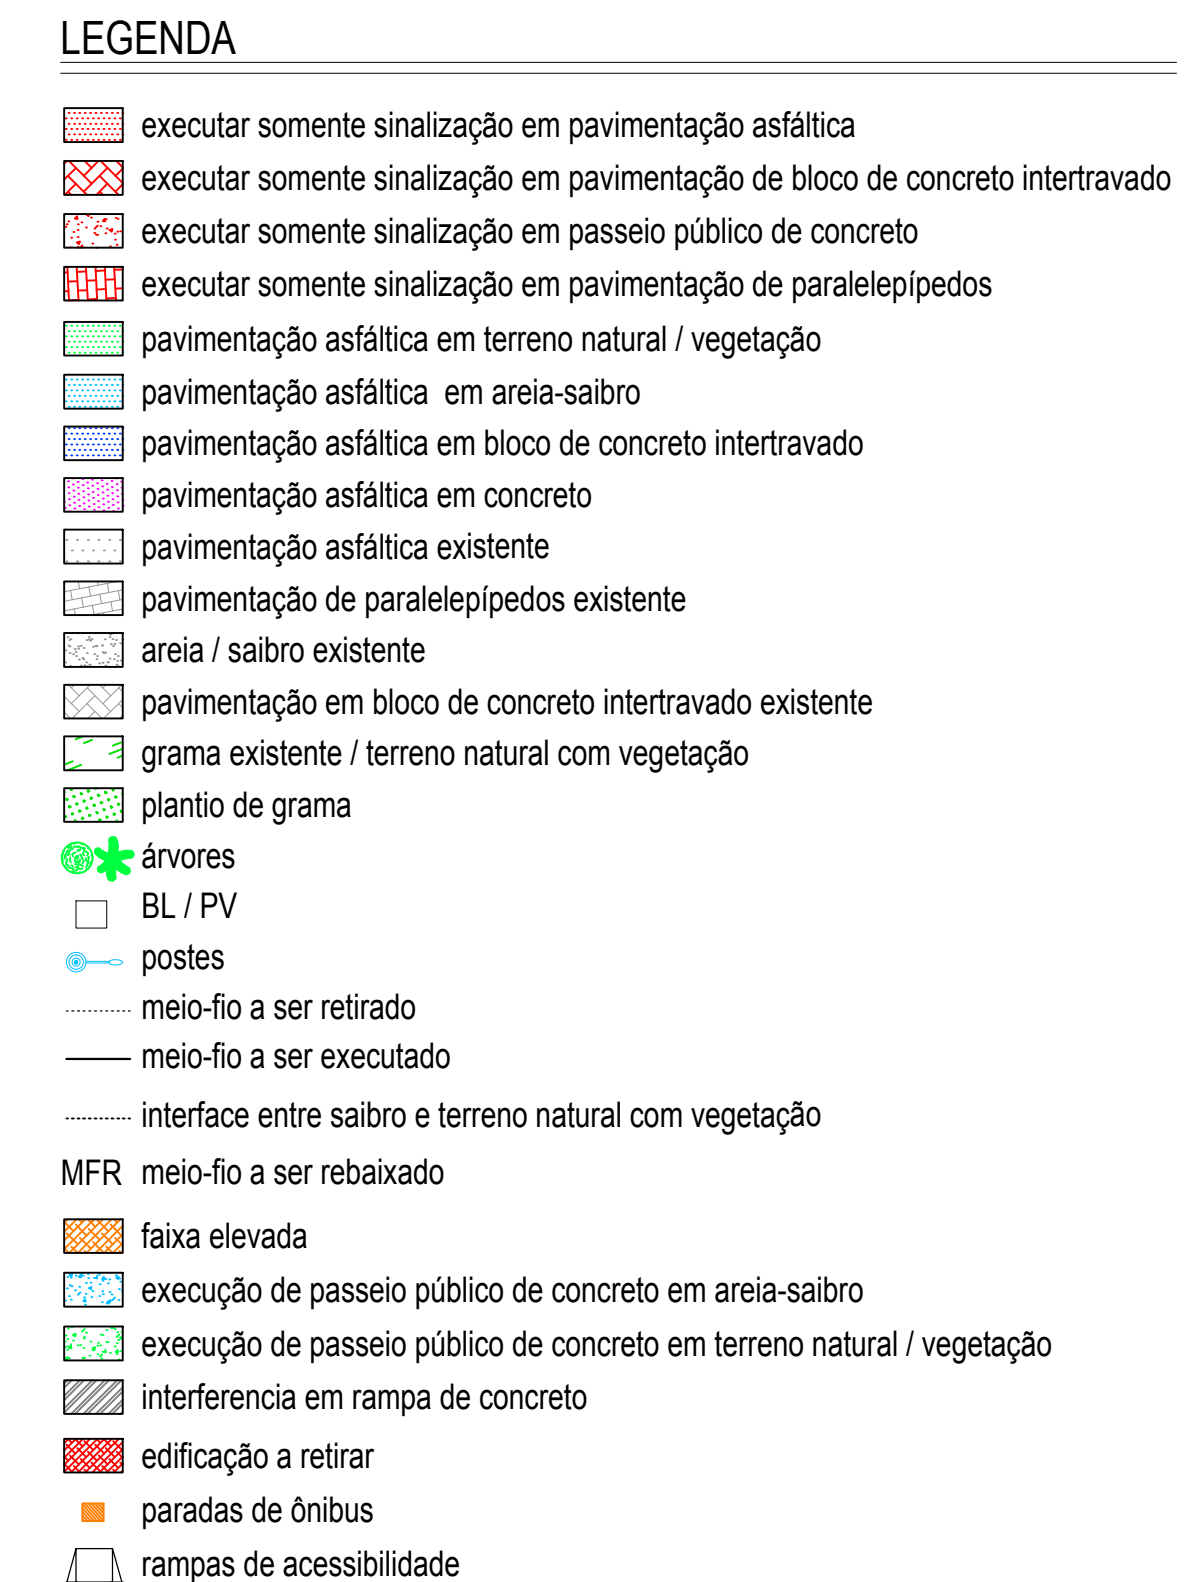 LEGENDA
executar somente sinalização em pavimentação asfáltica
executar somente sinalização em pavimentação de bloco de concreto intertravado
executar somente sinalização em passeio público de concreto
executar somente sinalização em pavimentação de paralelepípedos
pavimentação asfáltica em terreno natural / vegetação
pavimentação asfáltica em areia-saibro
pavimentação asfáltica em bloco de concreto intertravado
pavimentação asfáltica em concreto
pavimentação asfáltica existente
pavimentação de paralelepípedos existente
areia / saibro existente
pavimentação em bloco de concreto intertravado existente
grama existente / terreno natural com vegetação
plantio de grama
árvores
BL / PV
postes
meio-fio a ser retirado
meio-fio a ser executado
interface entre saibro e terreno natural com vegetação
MFR meio-fio a ser rebaixado
faixa elevada
execução de passeio público de concreto em areia-saibro
execução de passeio público de concreto em terreno natural / vegetação
interferencia em rampa de concreto
edificação a retirar
paradas de ônibus
rampas de acessibilidade